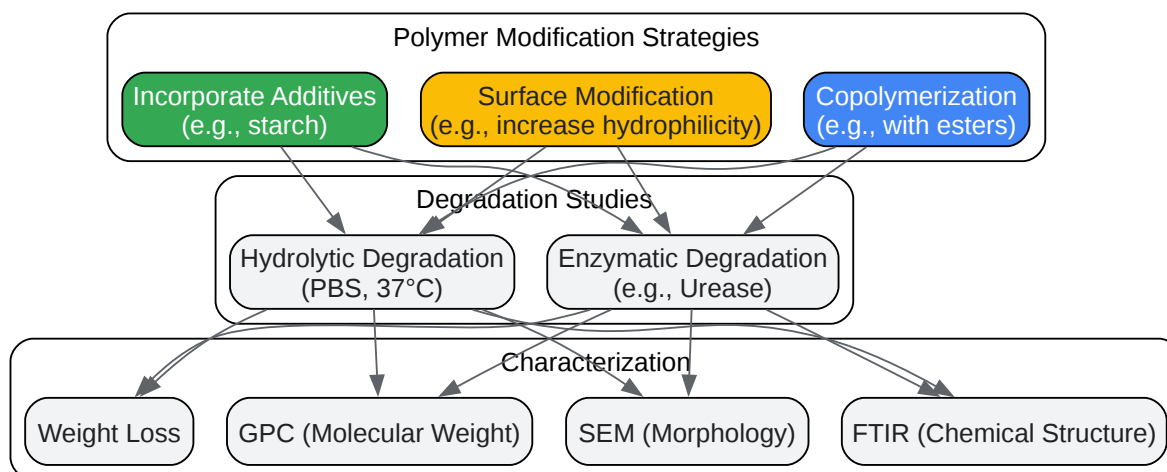 Polymer Modification Strategies
Incorporate Additives
(e.g., starch)
Surface Modification
(e.g., increase hydrophilicity)
Copolymerization
(e.g., with esters)
Degradation Studies
Hydrolytic Degradation
(PBS, 37°C)
Enzymatic Degradation
(e.g., Urease)
Characterization
Weight Loss
GPC (Molecular Weight)
SEM (Morphology)
FTIR (Chemical Structure)